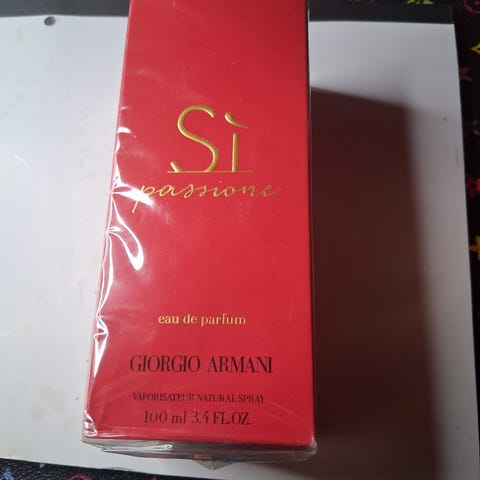 Sì
passione
eau de parfum
GIORGIO ARMANI
VAPORISATEUR NATURAL SPRAY
100 ml 3.4 FL.OZ.